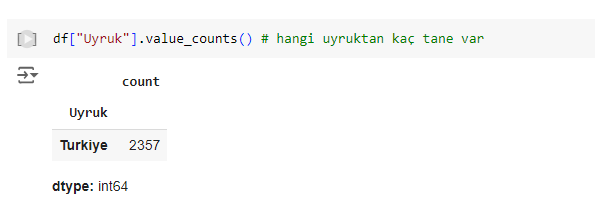 df["Uyruk"].value_counts() # hangi uyruktan kaç tane var
count
Uyruk
Turkiye 2357
dtype: int64